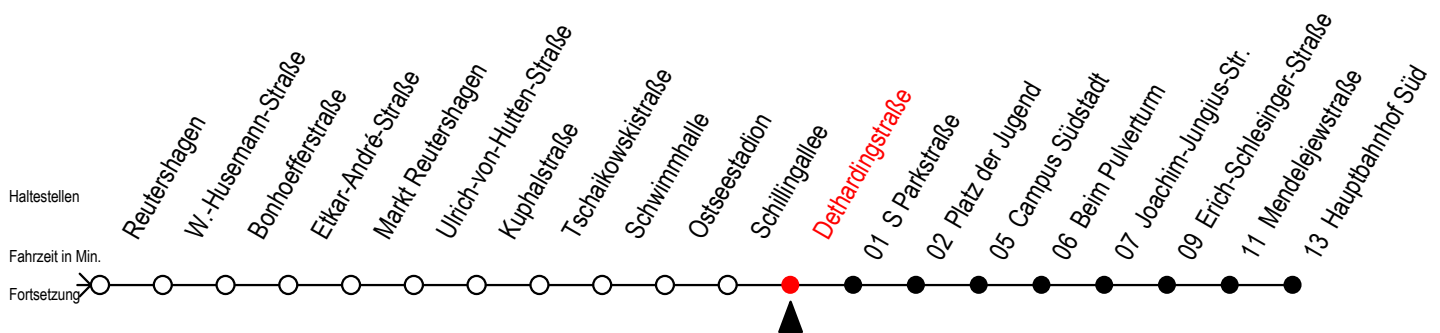 Haltestellen
Reutershagen
W.-Husemann-Straße
Bonhoefferstraße
Etkar-André-Straße
Markt Reutershagen
Ulrich-von-Hutten-Straße
Kuphalstraße
Tschaikowskistraße
Schwimmhalle
Ostseestadion
Schillingallee
Dethardingstraße
01 S Parkstraße
02 Platz der Jugend
05 Campus Südstadt
06 Beim Pulverturm
07 Joachim-Jungius-Str.
09 Erich-Schlesinger-Straße
11 Mendelejewstraße
13 Hauptbahnhof Süd
Fahrzeit in Min.
Fortsetzung